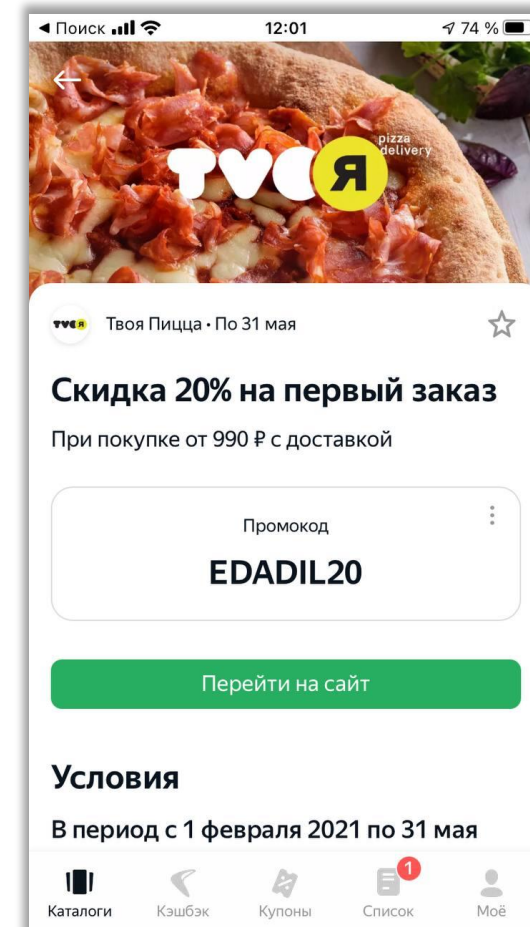 Поиск 12:01 74 %
ТVСЯ pizza
delivery
ТVСЯ Твоя Пицца • По 31 мая
Скидка 20% на первый заказ
При покупке от 990 ₽ с доставкой
Промокод
EDADIL20
Перейти на сайт
Условия
В период с 1 февраля 2021 по 31 мая
1
Каталоги Кэшбэк Купоны Список Моё